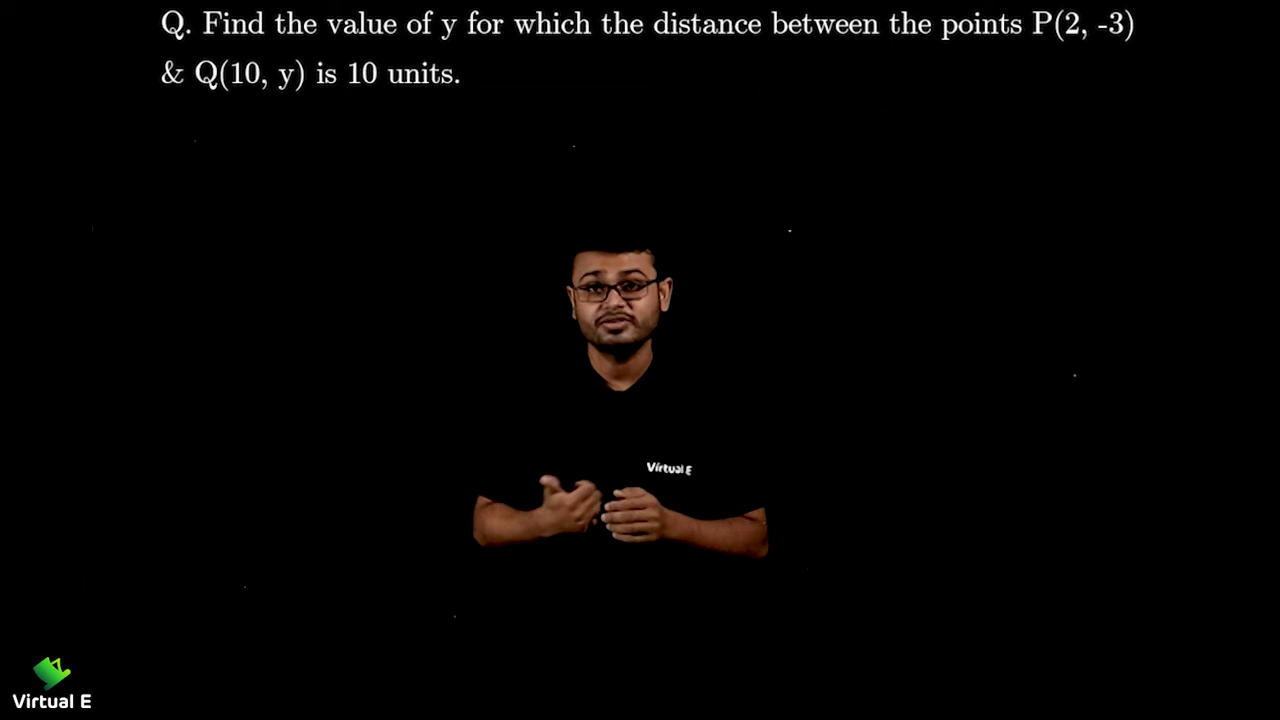 Q. Find the value of y for which the distance between the points P(2, -3)
& Q(10, y) is 10 units.
Virtual E
Virtual E